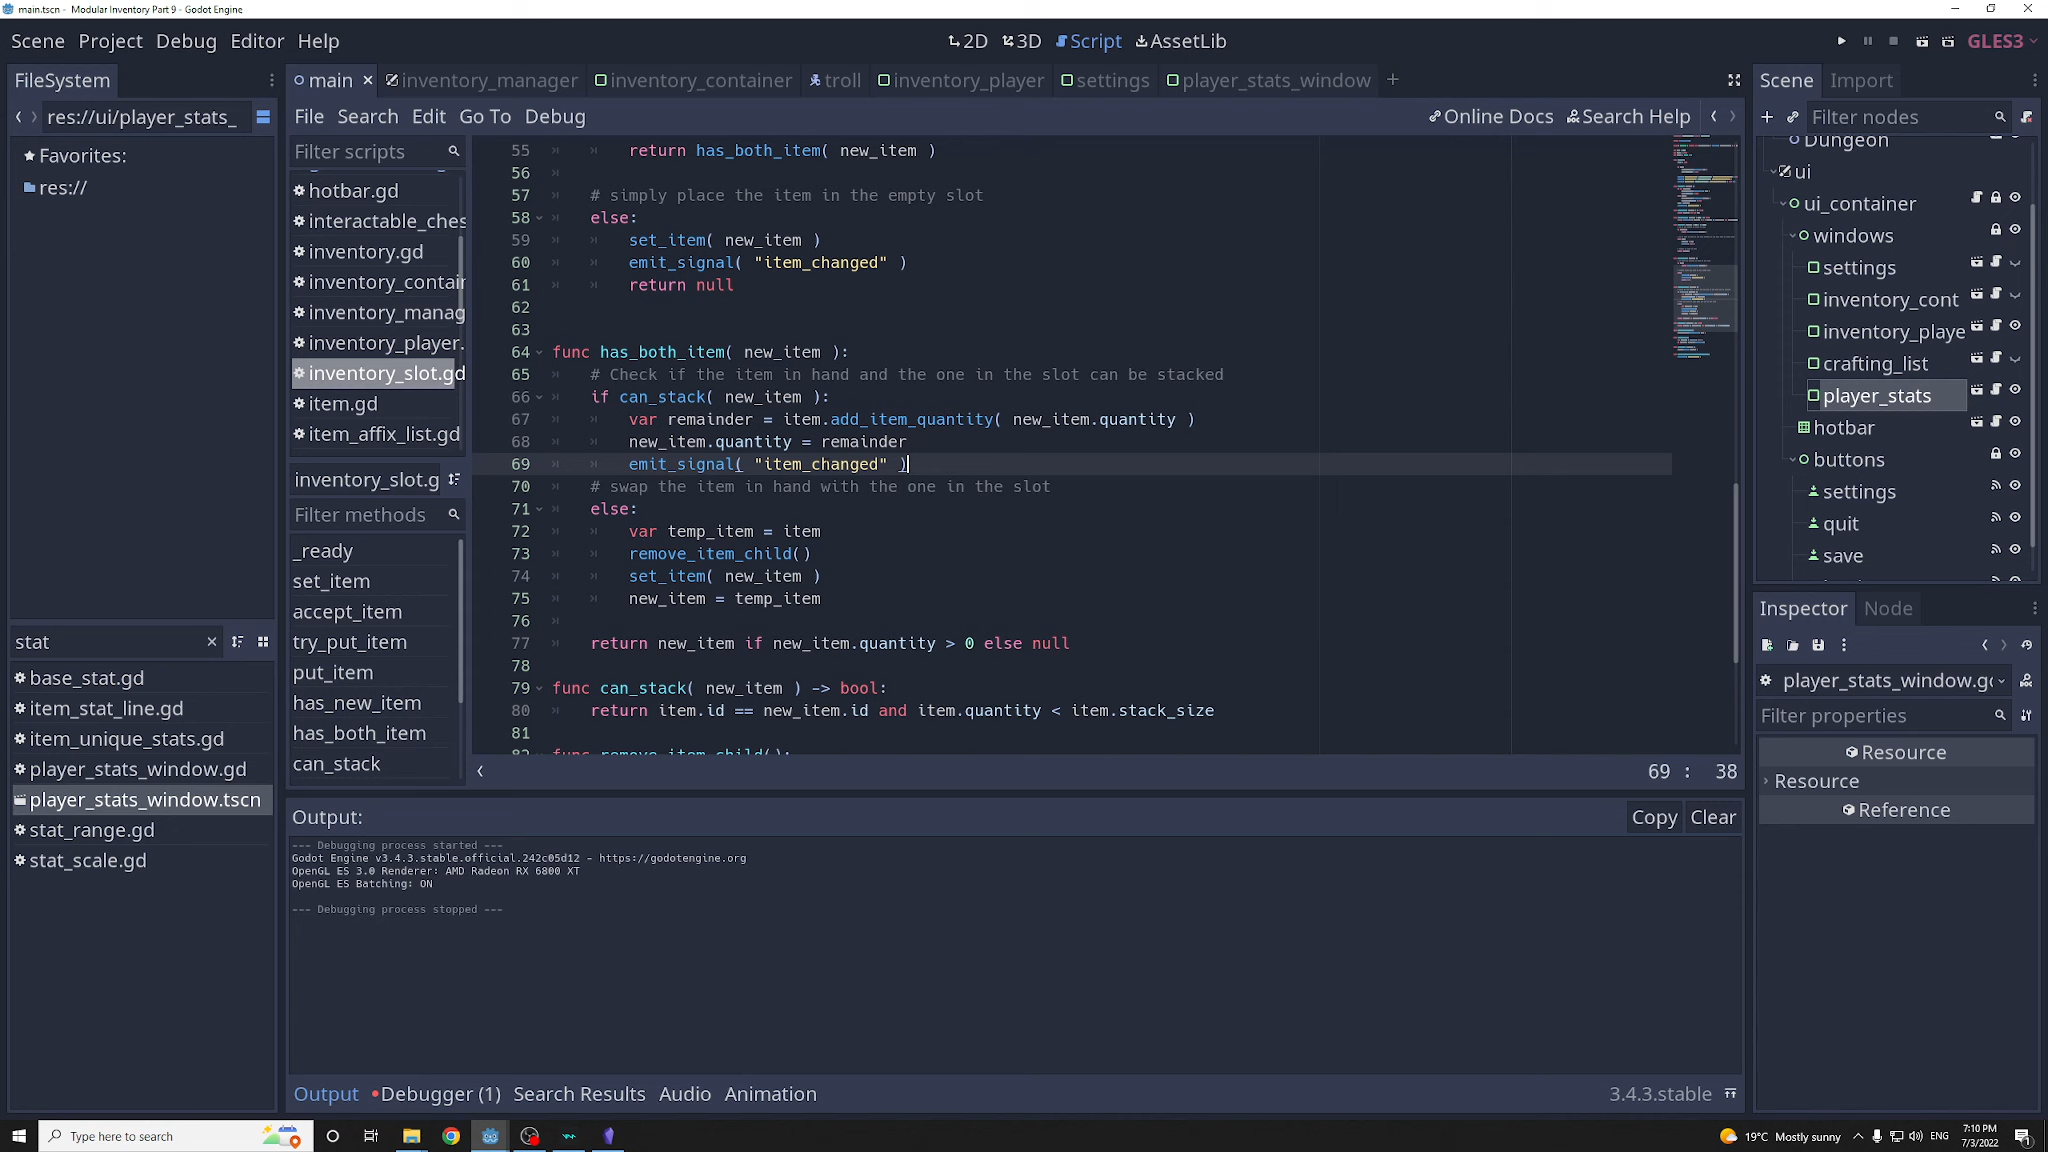 main.tscn - Modular Inventory Part 9 - Godot Engine
Scene Project Debug Editor Help
2D 3D Script AssetLib
GLES3
FileSystem
res://ui/player_stats_
Favorites:
res://
stat
base_stat.gd
item_stat_line.gd
item_unique_stats.gd
player_stats_window.gd
player_stats_window.tscn
stat_range.gd
stat_scale.gd
main inventory_manager inventory_container troll inventory_player settings player_stats_window
File Search Edit Go To Debug
Online Docs Search Help
Filter scripts
hotbar.gd
interactable_ches
inventory.gd
inventory_contai
inventory_manag
inventory_player.
inventory_slot.gd
item.gd
item_affix_list.gd
inventory_slot.g
Filter methods
_ready
set_item
accept_item
try_put_item
put_item
has_new_item
has_both_item
can_stack
55 return has_both_item( new_item )
56
57 # simply place the item in the empty slot
58 else:
59 set_item( new_item )
60 emit_signal( "item_changed" )
61 return null
62
63
64 func has_both_item( new_item ):
65 # Check if the item in hand and the one in the slot can be stacked
66 if can_stack( new_item ):
67 var remainder = item.add_item_quantity( new_item.quantity )
68 new_item.quantity = remainder
69 emit_signal( "item_changed" )
70 # swap the item in hand with the one in the slot
71 else:
72 var temp_item = item
73 remove_item_child()
74 set_item( new_item )
75 new_item = temp_item
76
77 return new_item if new_item.quantity > 0 else null
78
79 func can_stack( new_item ) -> bool:
80 return item.id == new_item.id and item.quantity < item.stack_size
81
82 func remove_item_child():
69 : 38
Output:
Copy Clear
--- Debugging process started ---
Godot Engine v3.4.3.stable.official.242c05d12 - https://godotengine.org
OpenGL ES 3.0 Renderer: AMD Radeon RX 6800 XT
OpenGL ES Batching: ON
--- Debugging process stopped ---
Output Debugger (1) Search Results Audio Animation
3.4.3.stable
Scene Import
Filter nodes
Dungeon
ui
ui_container
windows
settings
inventory_cont
inventory_playe
crafting_list
player_stats
hotbar
buttons
settings
quit
save
Inspector Node
player_stats_window.gd
Filter properties
Resource
Resource
Reference
Type here to search
19°C Mostly sunny
ENG
7:10 PM
7/3/2022